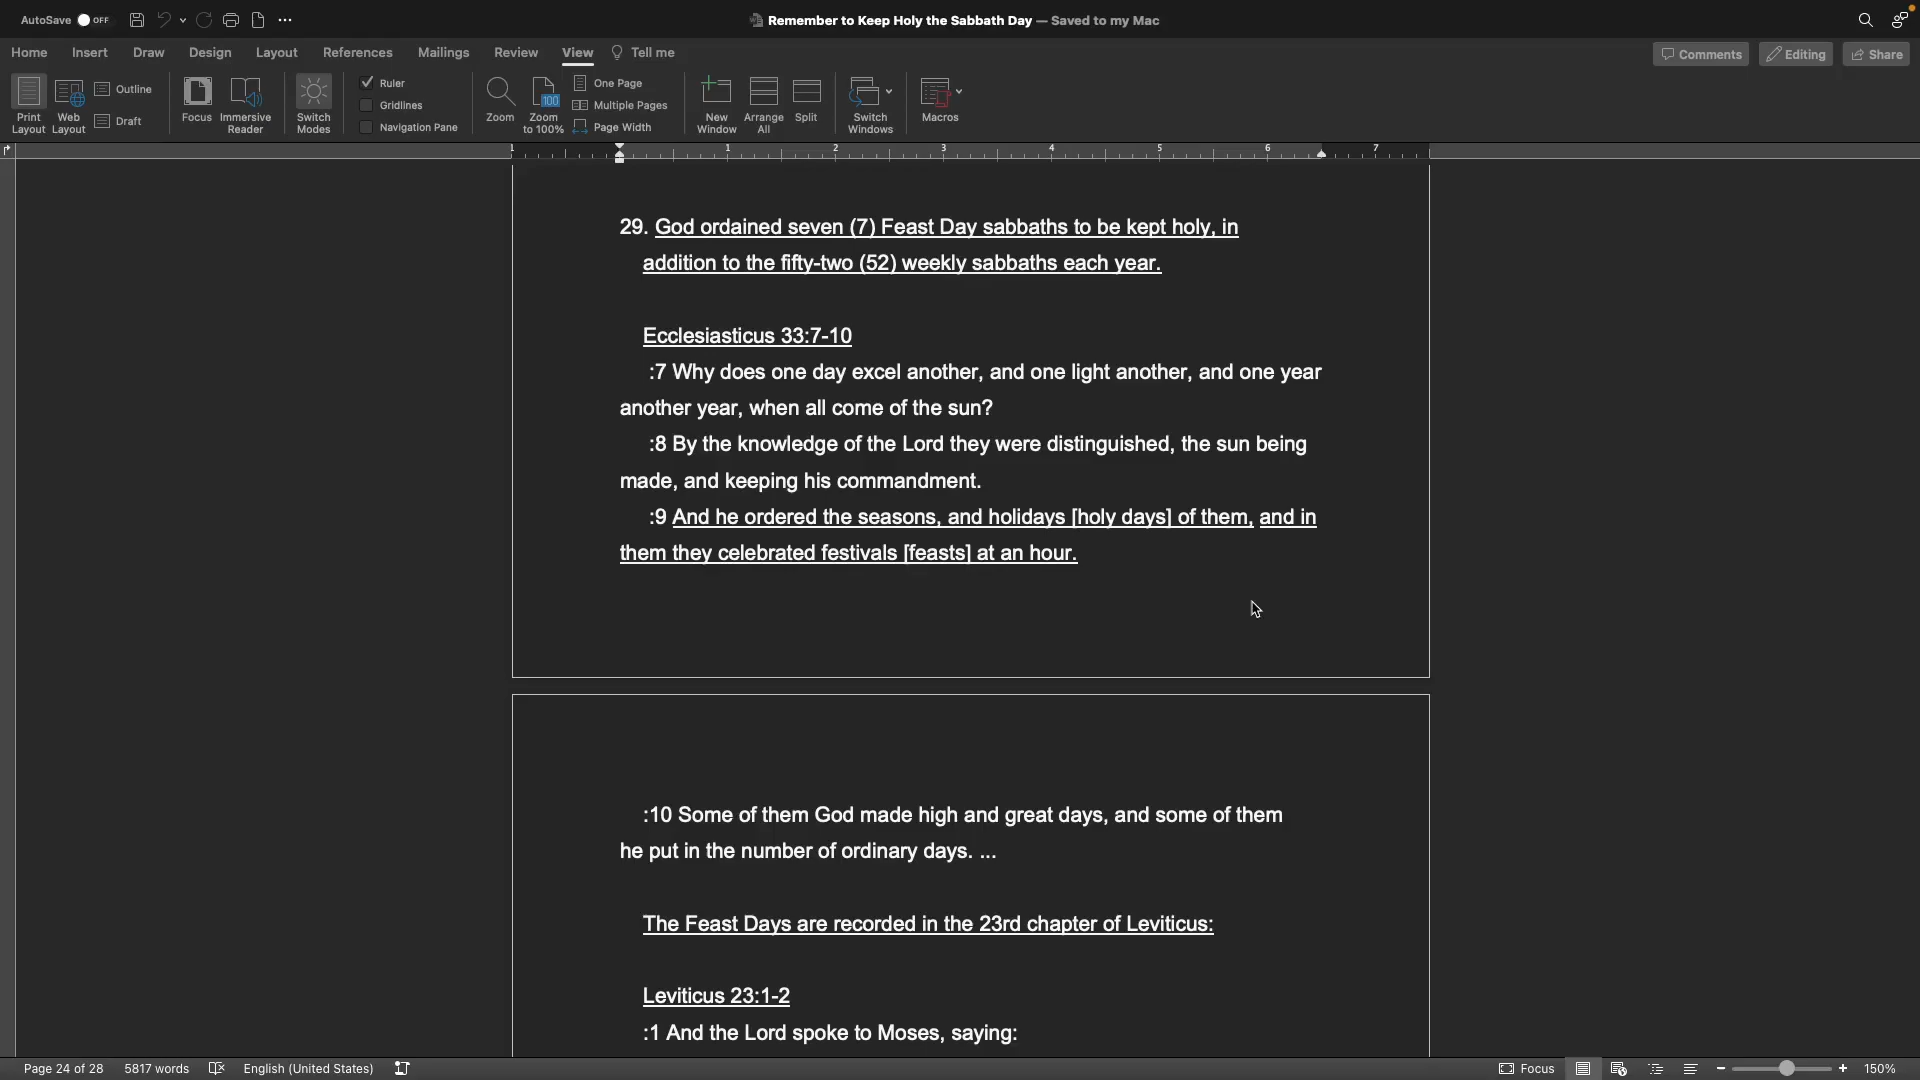 AutoSave OFF
Remember to Keep Holy the Sabbath Day — Saved to my Mac
Home Insert Draw Design Layout References Mailings Review View Tell me
Comments Editing Share
Print Layout
Web Layout
Outline
Draft
Focus
Immersive Reader
Switch Modes
Ruler
Gridlines
Navigation Pane
Zoom
100
Zoom to 100%
One Page
Multiple Pages
Page Width
New Window
Arrange All
Split
Switch Windows
Macros
1 1 2 3 4 5 6 7
29. God ordained seven (7) Feast Day sabbaths to be kept holy, in
addition to the fifty-two (52) weekly sabbaths each year.
Ecclesiasticus 33:7-10
:7 Why does one day excel another, and one light another, and one year
another year, when all come of the sun?
:8 By the knowledge of the Lord they were distinguished, the sun being
made, and keeping his commandment.
:9 And he ordered the seasons, and holidays [holy days] of them, and in
them they celebrated festivals [feasts] at an hour.
:10 Some of them God made high and great days, and some of them
he put in the number of ordinary days. ...
The Feast Days are recorded in the 23rd chapter of Leviticus:
Leviticus 23:1-2
:1 And the Lord spoke to Moses, saying:
Page 24 of 28 5817 words English (United States) Focus 150%